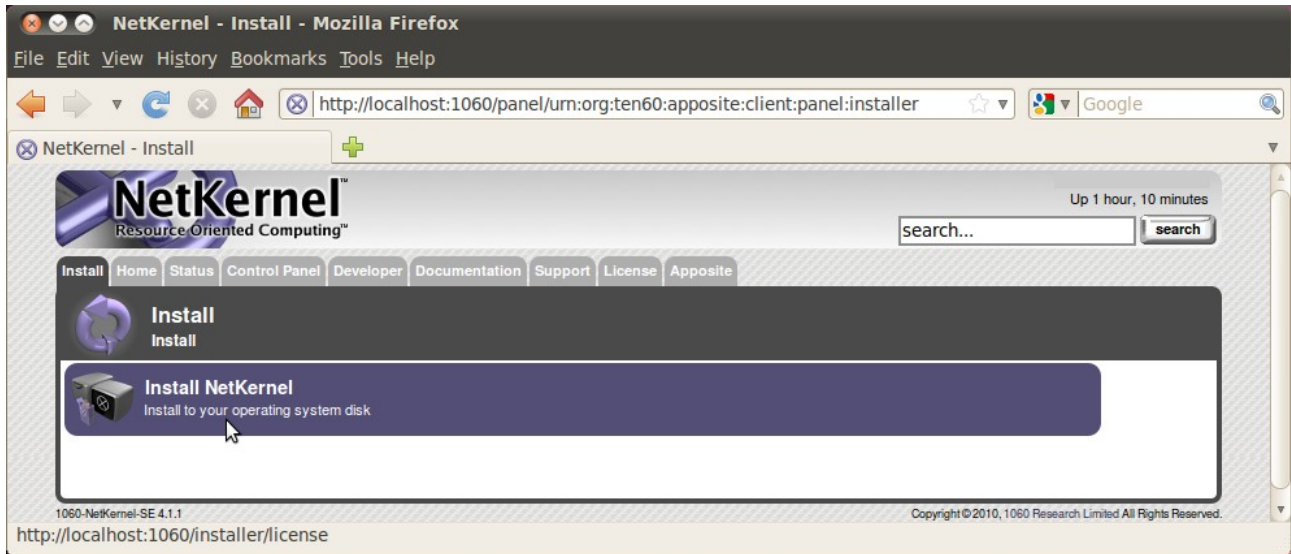 NetKernel - Install - Mozilla Firefox
File Edit View History Bookmarks Tools Help
http://localhost:1060/panel/urn:org:ten60:apposite:client:panel:installer
Google
NetKernel - Install
NetKernel™
Resource Oriented Computing™
Up 1 hour, 10 minutes
search...
search
Install Home Status Control Panel Developer Documentation Support License Apposite
Install
Install
Install NetKernel
Install to your operating system disk
1060-NetKernel-SE 4.1.1
Copyright © 2010, 1060 Research Limited All Rights Reserved.
http://localhost:1060/installer/license